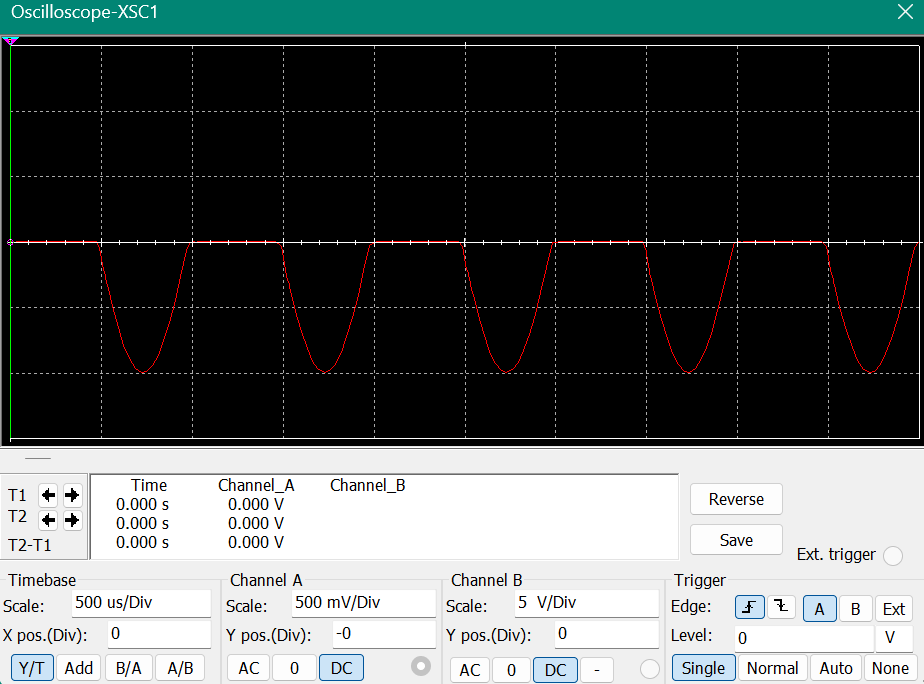 Oscilloscope-XSC1
Time Channel_A Channel_B
T1 0.000 s 0.000 V
T2 0.000 s 0.000 V
T2-T1 0.000 s 0.000 V
Reverse
Save
Ext. trigger
Timebase
Scale: 500 us/Div
X pos.(Div): 0
Y/T Add B/A A/B
Channel A
Scale: 500 mV/Div
Y pos.(Div): -0
AC 0 DC
Channel B
Scale: 5 V/Div
Y pos.(Div): 0
AC 0 DC -
Trigger
Edge: A B Ext
Level: 0 V
Single Normal Auto None